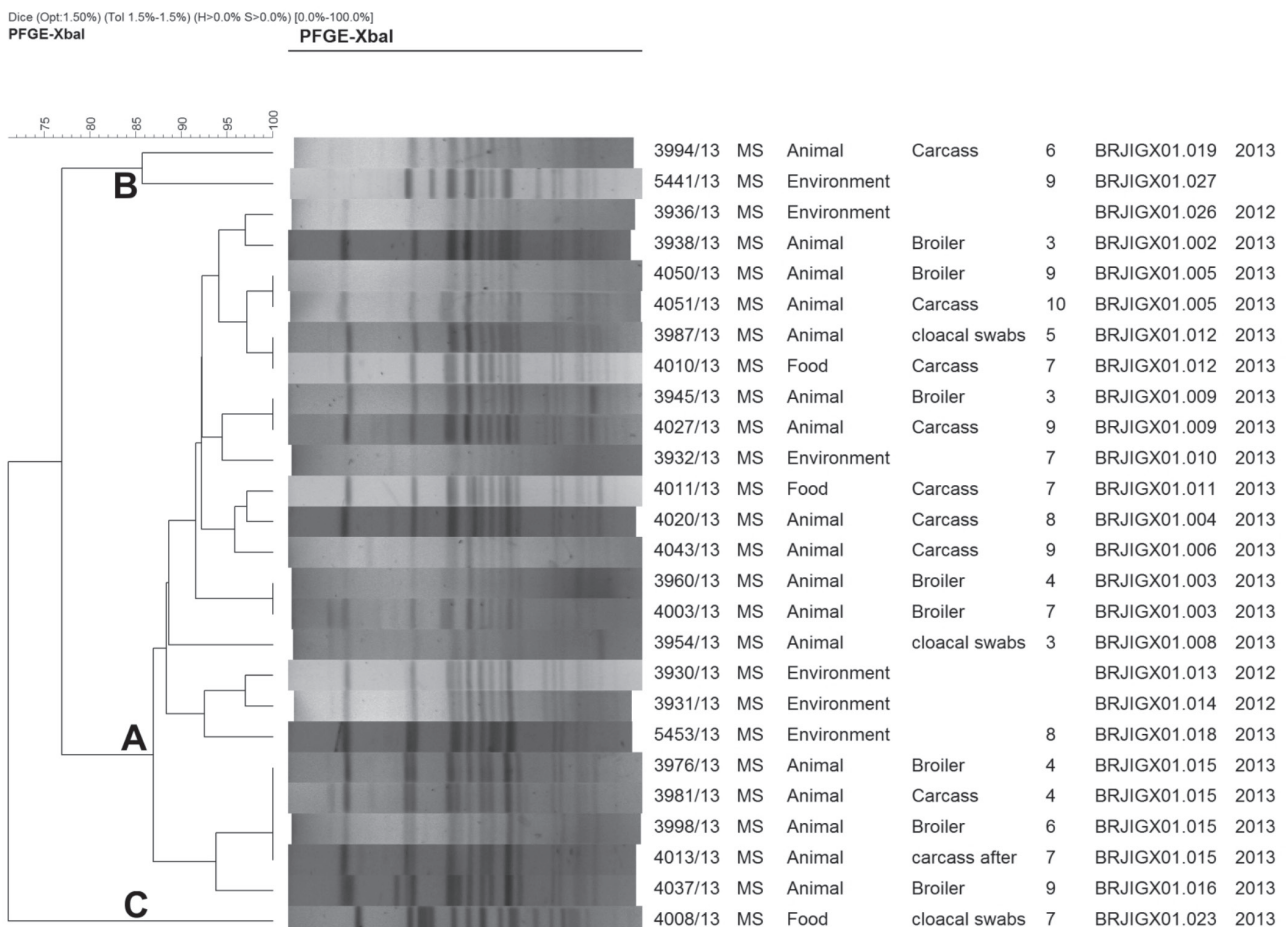 Dice (Opt:1.50%) (Tol 1.5%-1.5%) (H>0.0% S>0.0%) [0.0%-100.0%]
PFGE-XbaI PFGE-XbaI
75 80 85 90 95 100
3994/13 MS Animal Carcass 6 BRJIGX01.019 2013
B 5441/13 MS Environment 9 BRJIGX01.027
3936/13 MS Environment BRJIGX01.026 2012
3938/13 MS Animal Broiler 3 BRJIGX01.002 2013
4050/13 MS Animal Broiler 9 BRJIGX01.005 2013
4051/13 MS Animal Carcass 10 BRJIGX01.005 2013
3987/13 MS Animal cloacal swabs 5 BRJIGX01.012 2013
4010/13 MS Food Carcass 7 BRJIGX01.012 2013
3945/13 MS Animal Broiler 3 BRJIGX01.009 2013
4027/13 MS Animal Carcass 9 BRJIGX01.009 2013
3932/13 MS Environment 7 BRJIGX01.010 2013
4011/13 MS Food Carcass 7 BRJIGX01.011 2013
4020/13 MS Animal Carcass 8 BRJIGX01.004 2013
4043/13 MS Animal Carcass 9 BRJIGX01.006 2013
3960/13 MS Animal Broiler 4 BRJIGX01.003 2013
4003/13 MS Animal Broiler 7 BRJIGX01.003 2013
3954/13 MS Animal cloacal swabs 3 BRJIGX01.008 2013
3930/13 MS Environment BRJIGX01.013 2012
3931/13 MS Environment BRJIGX01.014 2012
A 5453/13 MS Environment 8 BRJIGX01.018 2013
3976/13 MS Animal Broiler 4 BRJIGX01.015 2013
3981/13 MS Animal Carcass 4 BRJIGX01.015 2013
3998/13 MS Animal Broiler 6 BRJIGX01.015 2013
4013/13 MS Animal carcass after 7 BRJIGX01.015 2013
4037/13 MS Animal Broiler 9 BRJIGX01.016 2013
C 4008/13 MS Food cloacal swabs 7 BRJIGX01.023 2013